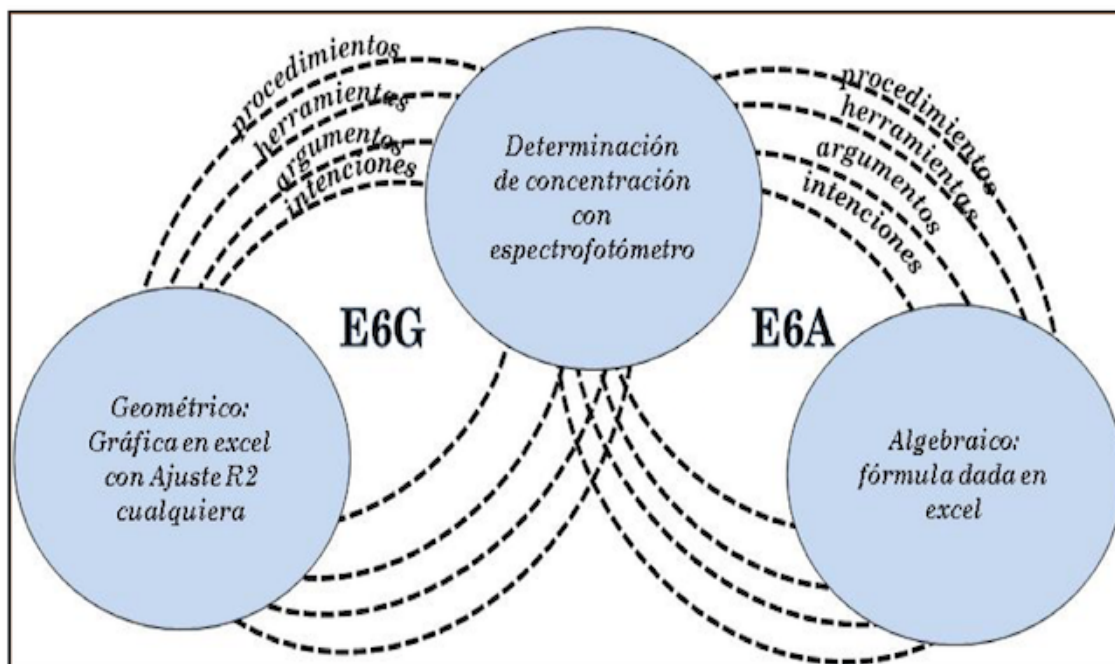 procedimientos
herramientas
argumentos
intenciones
Determinación
de concentración
con
espectrofotómetro
procedimientos
herramientas
argumentos
intenciones
E6G
E6A
Geométrico:
Gráfica en excel
con Ajuste R2
cualquiera
Algebraico:
fórmula dada en
excel